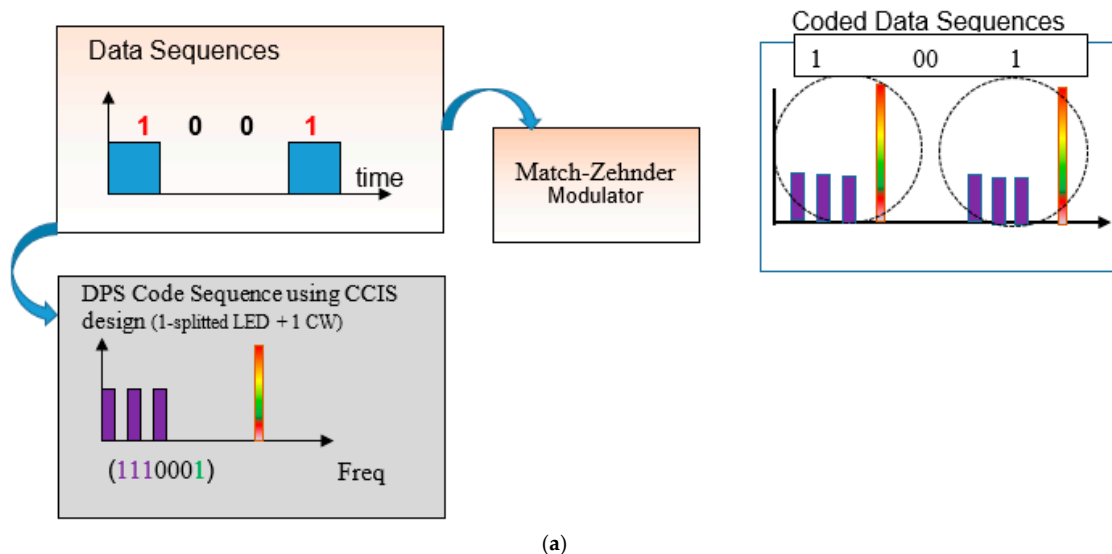 Data Sequences
1 0 0 1
time
Match-Zehnder
Modulator
DPS Code Sequence using CCIS
design (1-splitted LED + 1 CW)
(1110001)
Freq
Coded Data Sequences
1 00 1
(a)